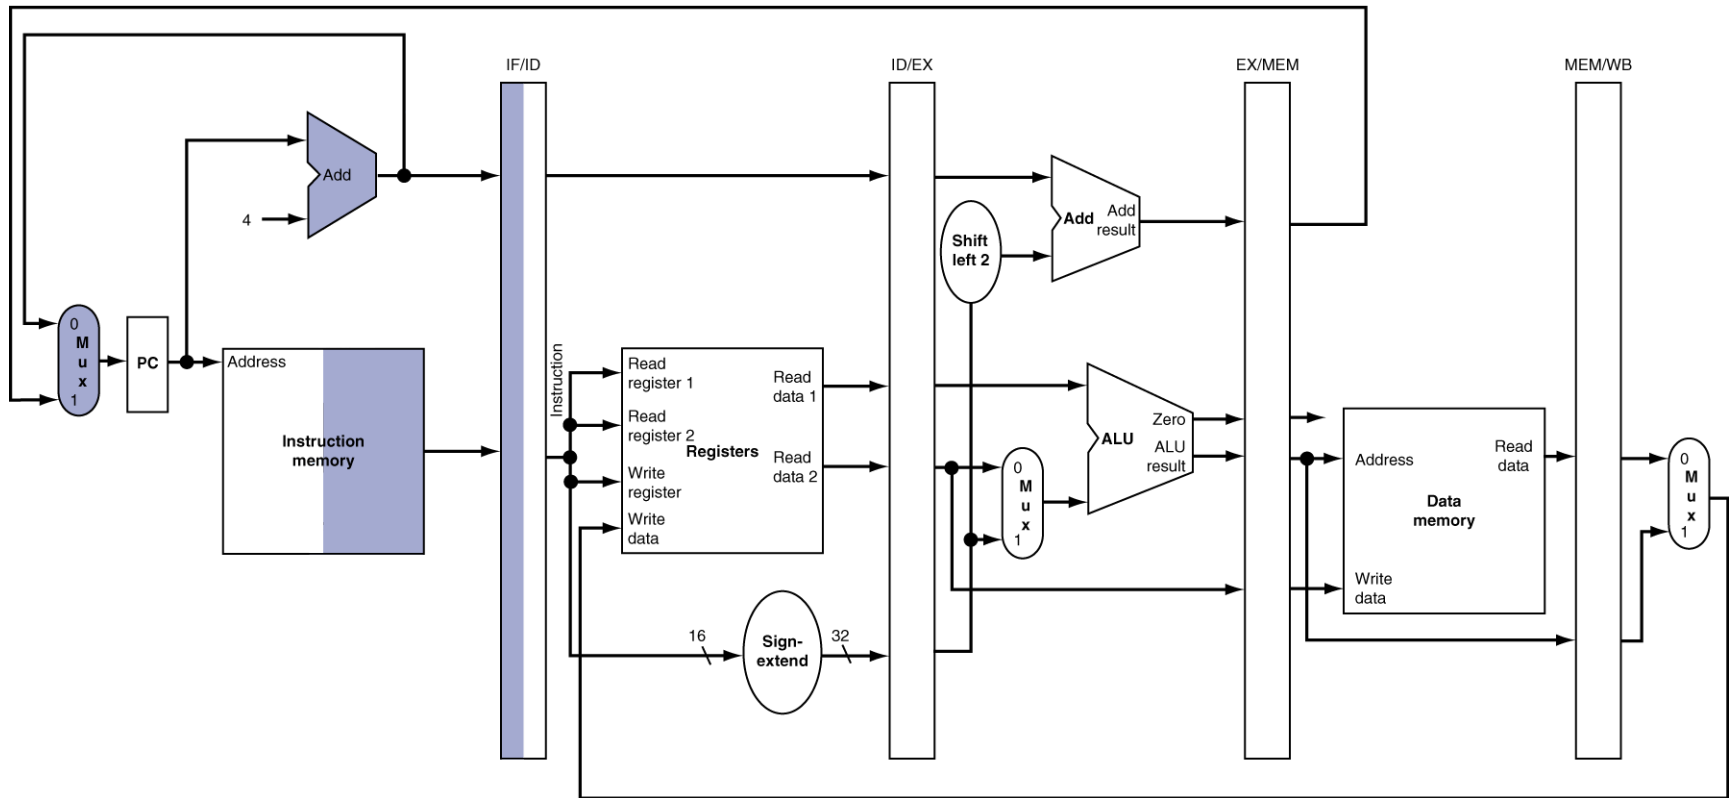 IF/ID
ID/EX
EX/MEM
MEM/WB
Add
4
Shift
left 2
Add
Add
result
0
M
u
x
1
PC
Address
Instruction
memory
Instruction
Read
register 1
Read
register 2
Write
register
Write
data
Registers
Read
data 1
Read
data 2
16
Sign-
extend
32
0
M
u
x
1
ALU
Zero
ALU
result
Address
Read
data
Data
memory
Write
data
0
M
u
x
1